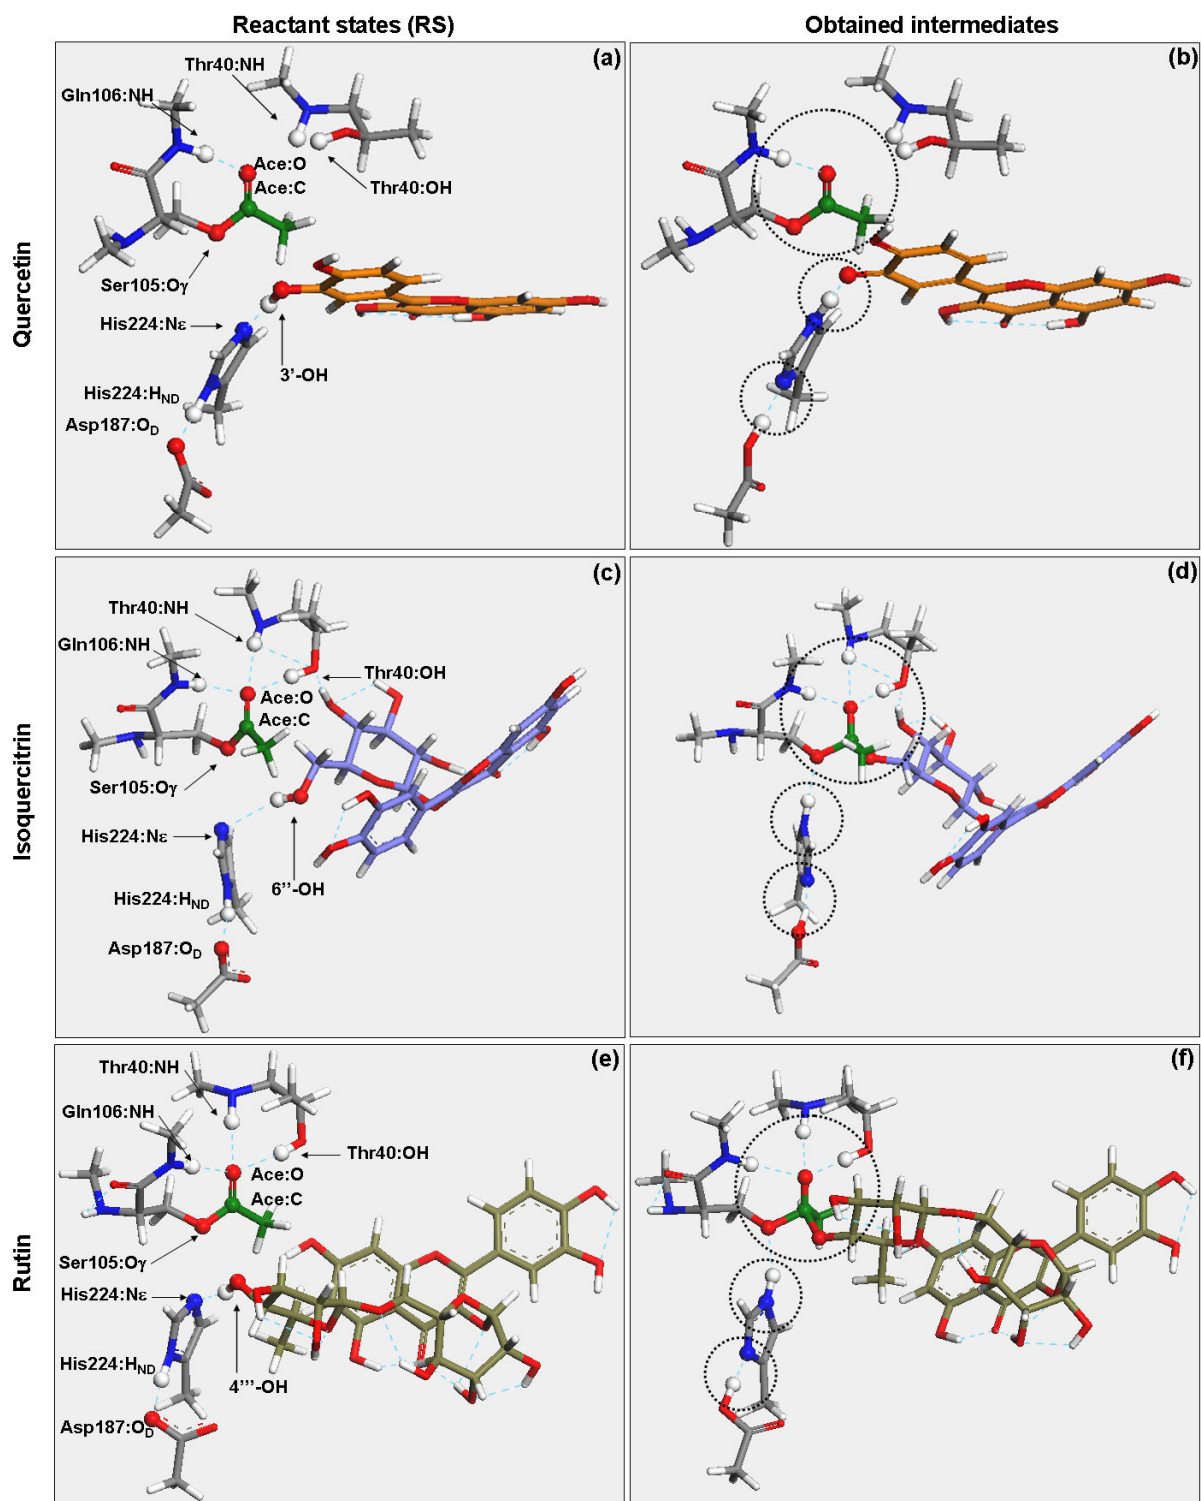 Reactant states (RS)
Obtained intermediates
Quercetin
(a)
Thr40:NH
Gln106:NH
Ace:O
Ace:C
Thr40:OH
Ser105:Oγ
His224:Nε
3’-OH
His224:HND
Asp187:OD
(b)
Isoquercitrin
(c)
Thr40:NH
Gln106:NH
Thr40:OH
Ace:O
Ace:C
Ser105:Oγ
His224:Nε
6’’-OH
His224:HND
Asp187:OD
(d)
Rutin
(e)
Thr40:NH
Gln106:NH
Thr40:OH
Ace:O
Ace:C
Ser105:Oγ
His224:Nε
His224:HND
4’’’-OH
Asp187:OD
(f)